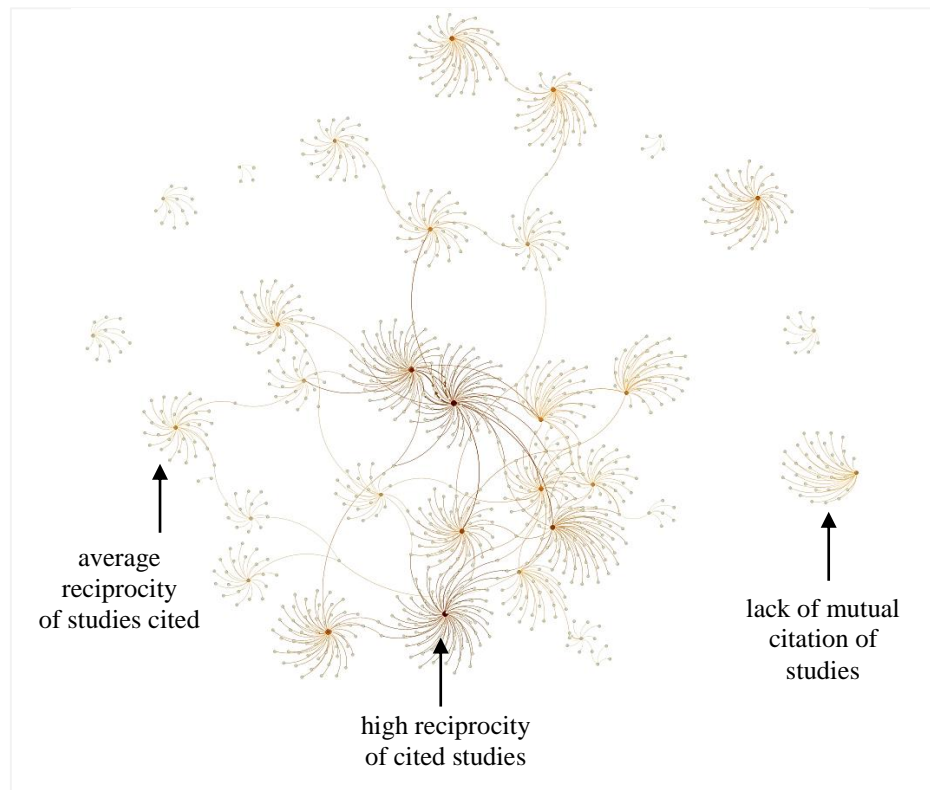 average
reciprocity
of studies cited
lack of mutual
citation of
studies
high reciprocity
of cited studies